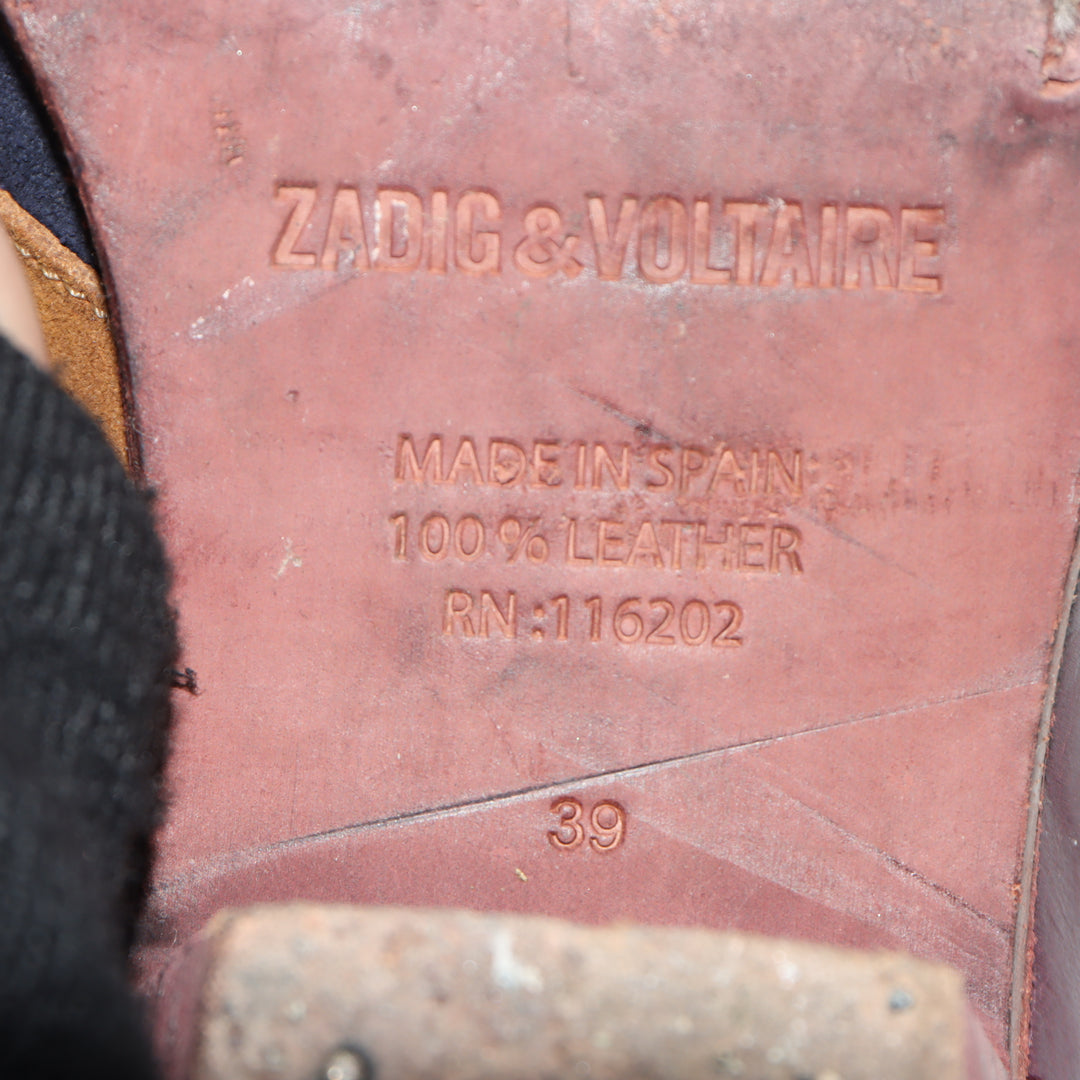 ZADIG & VOLTAIRE
MADE IN SPAIN
100% LEATHER
RN:116202
39